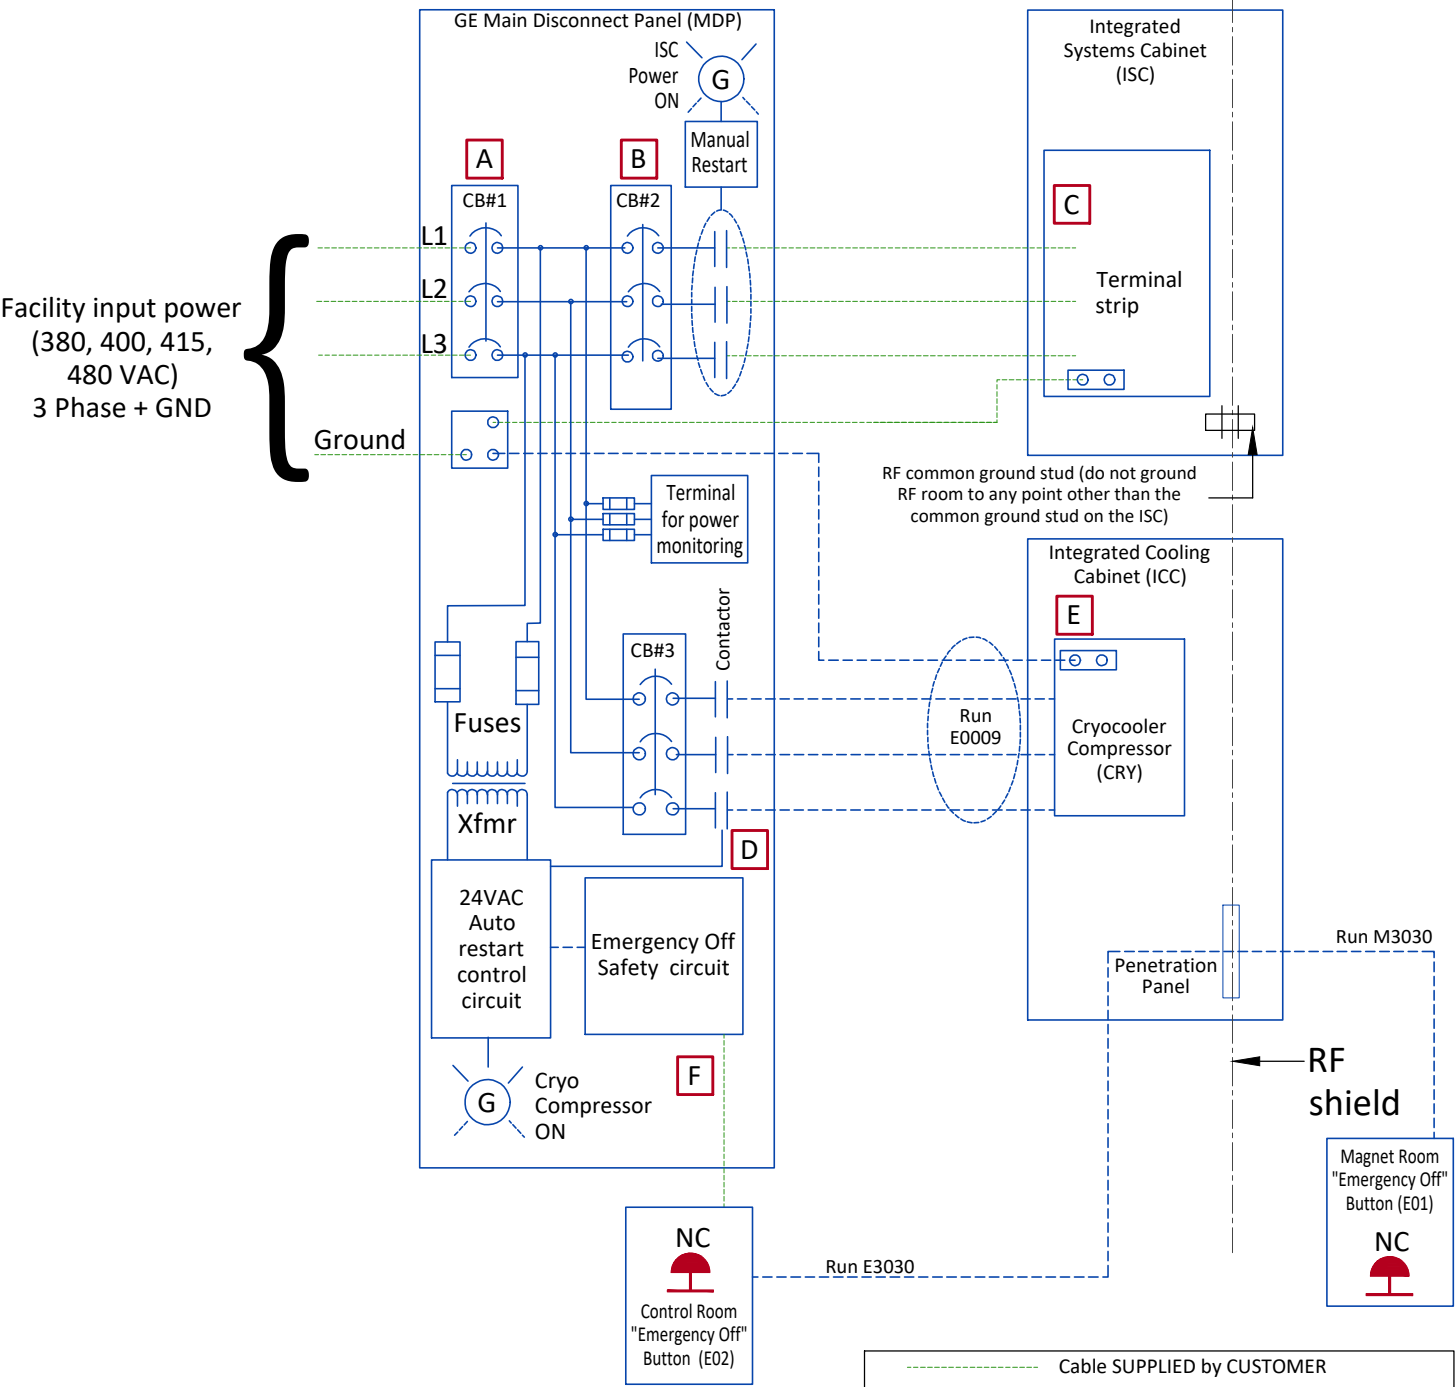 GE Main Disconnect Panel (MDP)
ISC
Power
ON
G
Manual
Restart
A
B
CB#1
CB#2
L1
L2
L3
Facility input power
(380, 400, 415,
480 VAC)
3 Phase + GND
Ground
Integrated
Systems Cabinet
(ISC)
C
Terminal
strip
RF common ground stud (do not ground
RF room to any point other than the
common ground stud on the ISC)
Terminal
for power
monitoring
Integrated Cooling
Cabinet (ICC)
E
Contactor
CB#3
Run
E0009
Cryocooler
Compressor
(CRY)
Fuses
Xfmr
D
24VAC
Auto
restart
control
circuit
Emergency Off
Safety circuit
F
G
Cryo
Compressor
ON
Penetration
Panel
Run M3030
RF
shield
Magnet Room
"Emergency Off"
Button (E01)
NC
NC
Control Room
"Emergency Off"
Button (E02)
Run E3030
Cable SUPPLIED by CUSTOMER